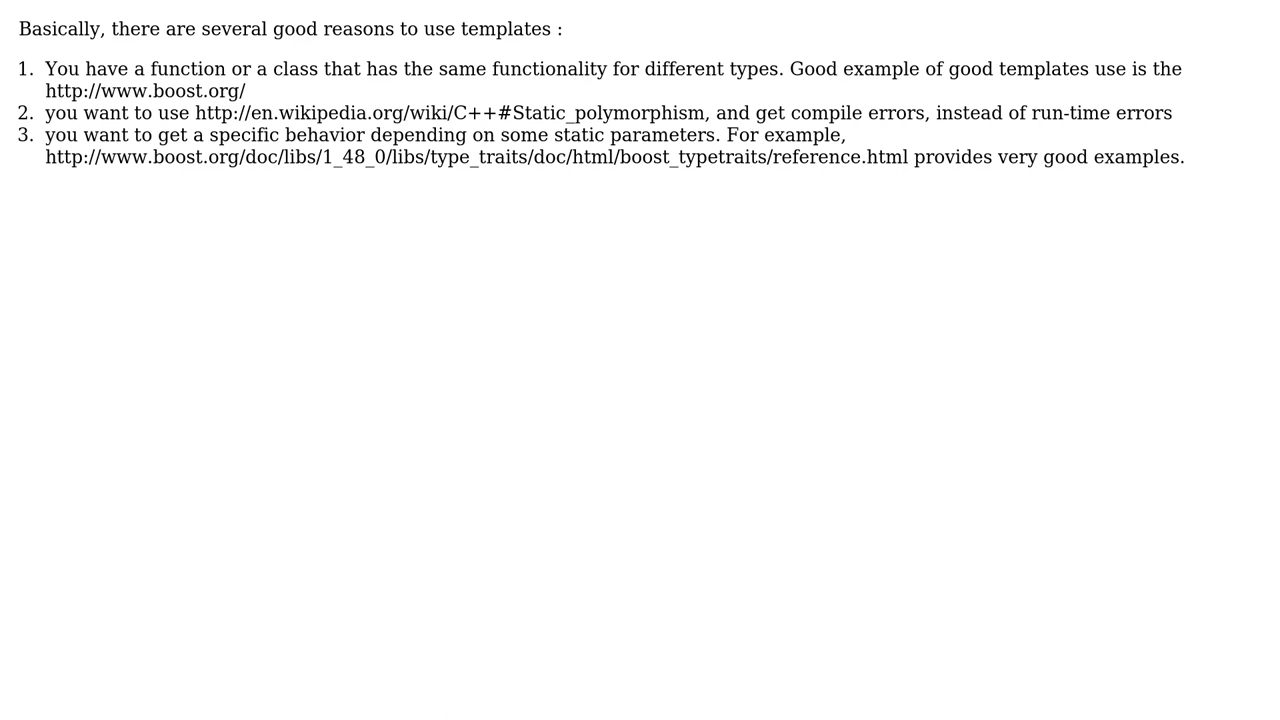 Basically, there are several good reasons to use templates :
1. You have a function or a class that has the same functionality for different types. Good example of good templates use is the
http://www.boost.org/
2. you want to use http://en.wikipedia.org/wiki/C++#Static_polymorphism, and get compile errors, instead of run-time errors
3. you want to get a specific behavior depending on some static parameters. For example,
http://www.boost.org/doc/libs/1_48_0/libs/type_traits/doc/html/boost_typetraits/reference.html provides very good examples.